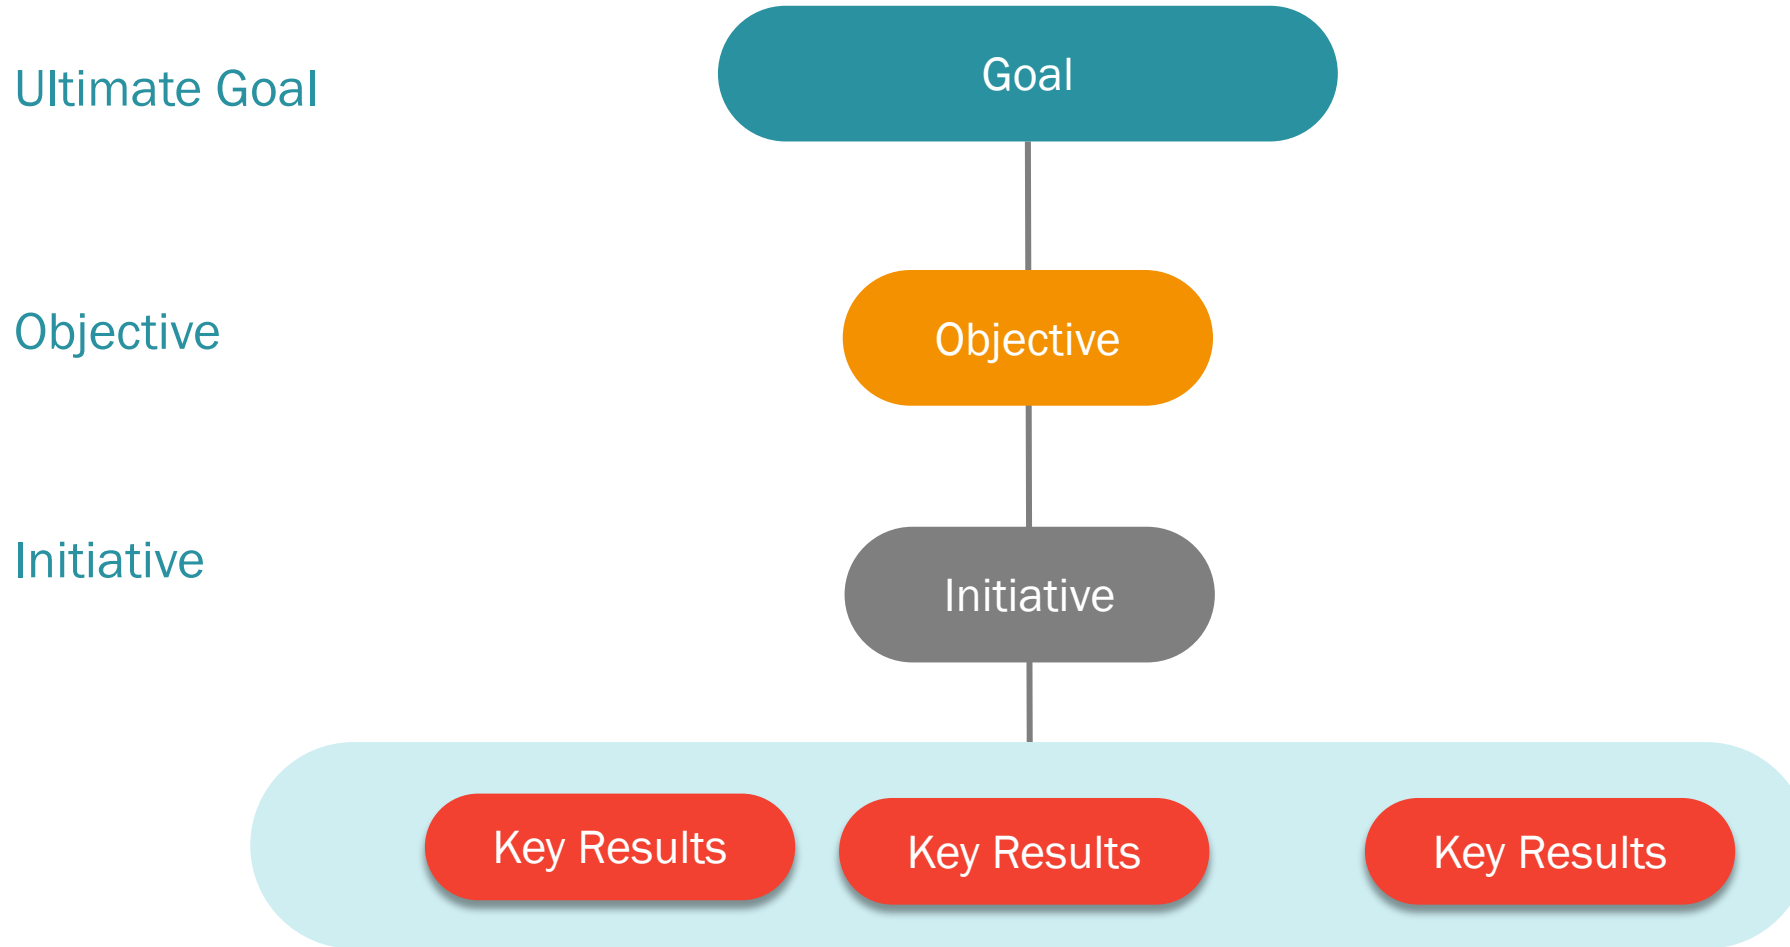 Ultimate Goal
Goal
Objective
Objective
Initiative
Initiative
Key Results
Key Results
Key Results